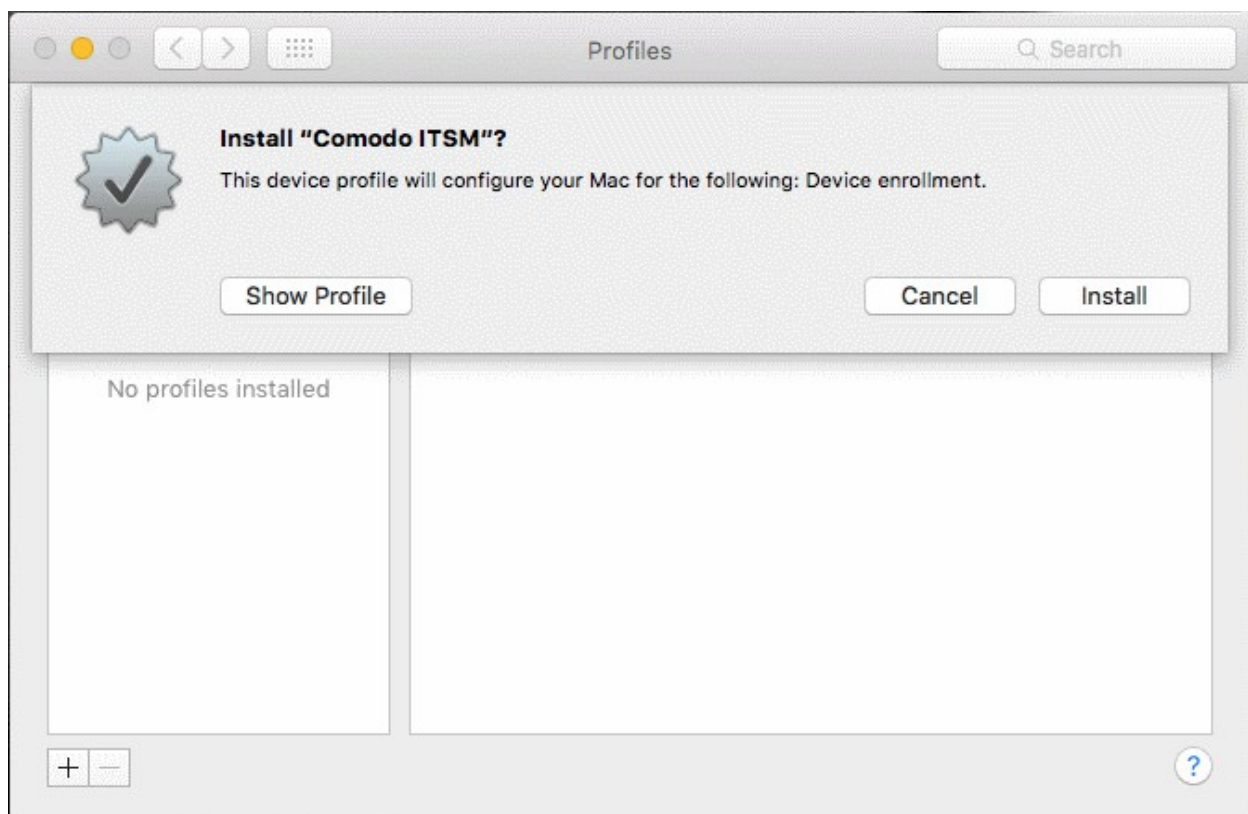 Profiles
Search
Install "Comodo ITSM"?
This device profile will configure your Mac for the following: Device enrollment.
Show Profile
Cancel
Install
No profiles installed
+ −
?